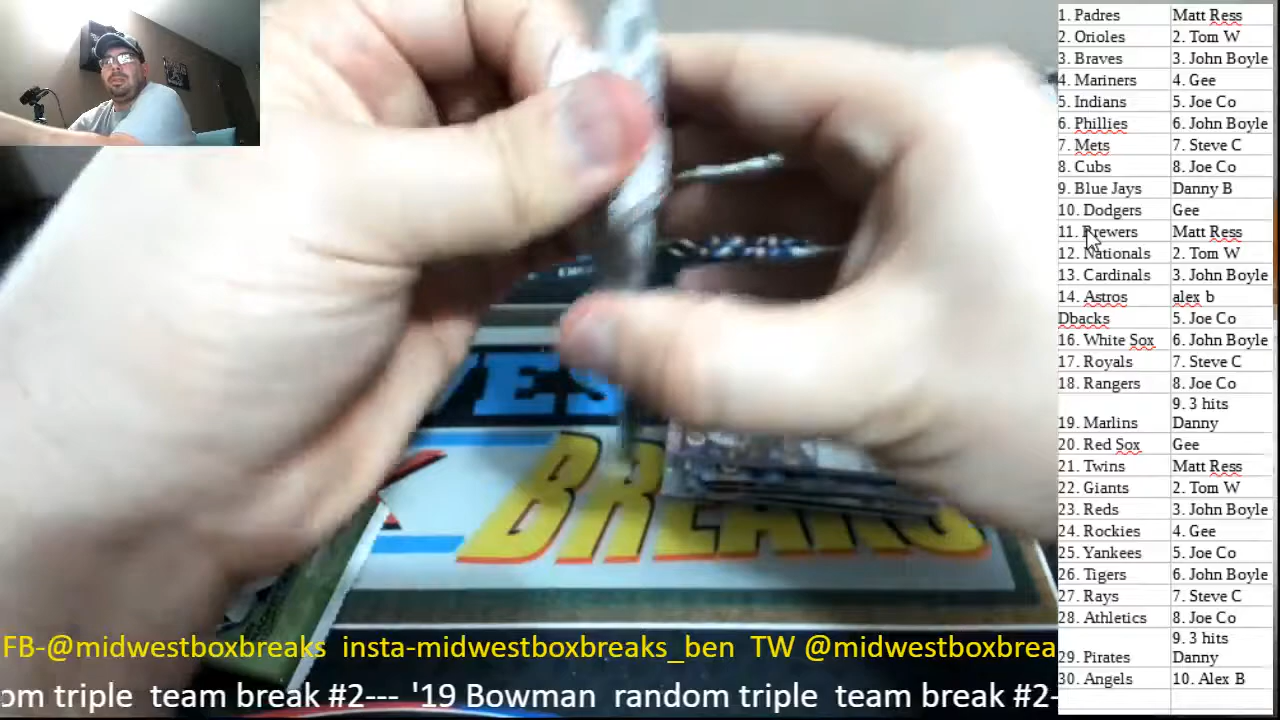 1. Padres Matt Ress
2. Orioles 2. Tom W
3. Braves 3. John Boyle
4. Mariners 4. Gee
5. Indians 5. Joe Co
6. Phillies 6. John Boyle
7. Mets 7. Steve C
8. Cubs 8. Joe Co
9. Blue Jays Danny B
10. Dodgers Gee
11. Brewers Matt Ress
12. Nationals 2. Tom W
13. Cardinals 3. John Boyle
14. Astros alex b
Dbacks 5. Joe Co
16. White Sox 6. John Boyle
17. Royals 7. Steve C
18. Rangers 8. Joe Co
9. 3 hits
19. Marlins Danny
20. Red Sox Gee
21. Twins Matt Ress
22. Giants 2. Tom W
23. Reds 3. John Boyle
24. Rockies 4. Gee
25. Yankees 5. Joe Co
26. Tigers 6. John Boyle
27. Rays 7. Steve C
28. Athletics 8. Joe Co
9. 3 hits
29. Pirates Danny
30. Angels 10. Alex B
VES
BREAKS
FB-@midwestboxbreaks insta-midwestboxbreaks_ben TW @midwestboxbrea
om triple team break #2--- '19 Bowman random triple team break #2-